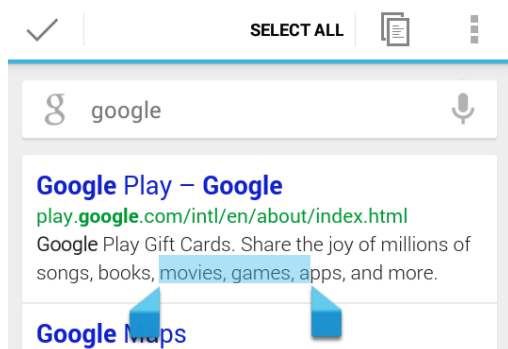 SELECT ALL
g google
Google Play – Google
play.google.com/intl/en/about/index.html
Google Play Gift Cards. Share the joy of millions of
songs, books, movies, games, apps, and more.
Google Maps